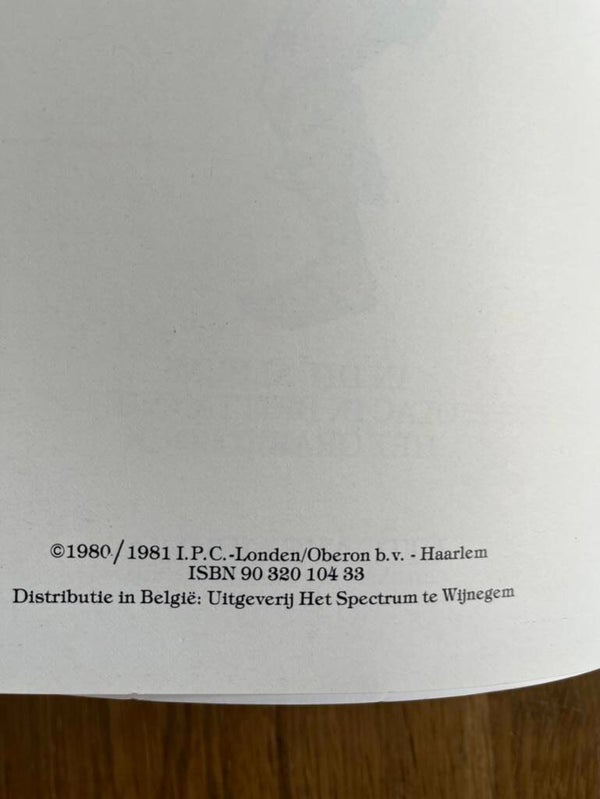 ©1980/1981 I.P.C.-Londen/Oberon b.v. - Haarlem
ISBN 90 320 104 33
Distributie in België: Uitgeverij Het Spectrum te Wijnegem